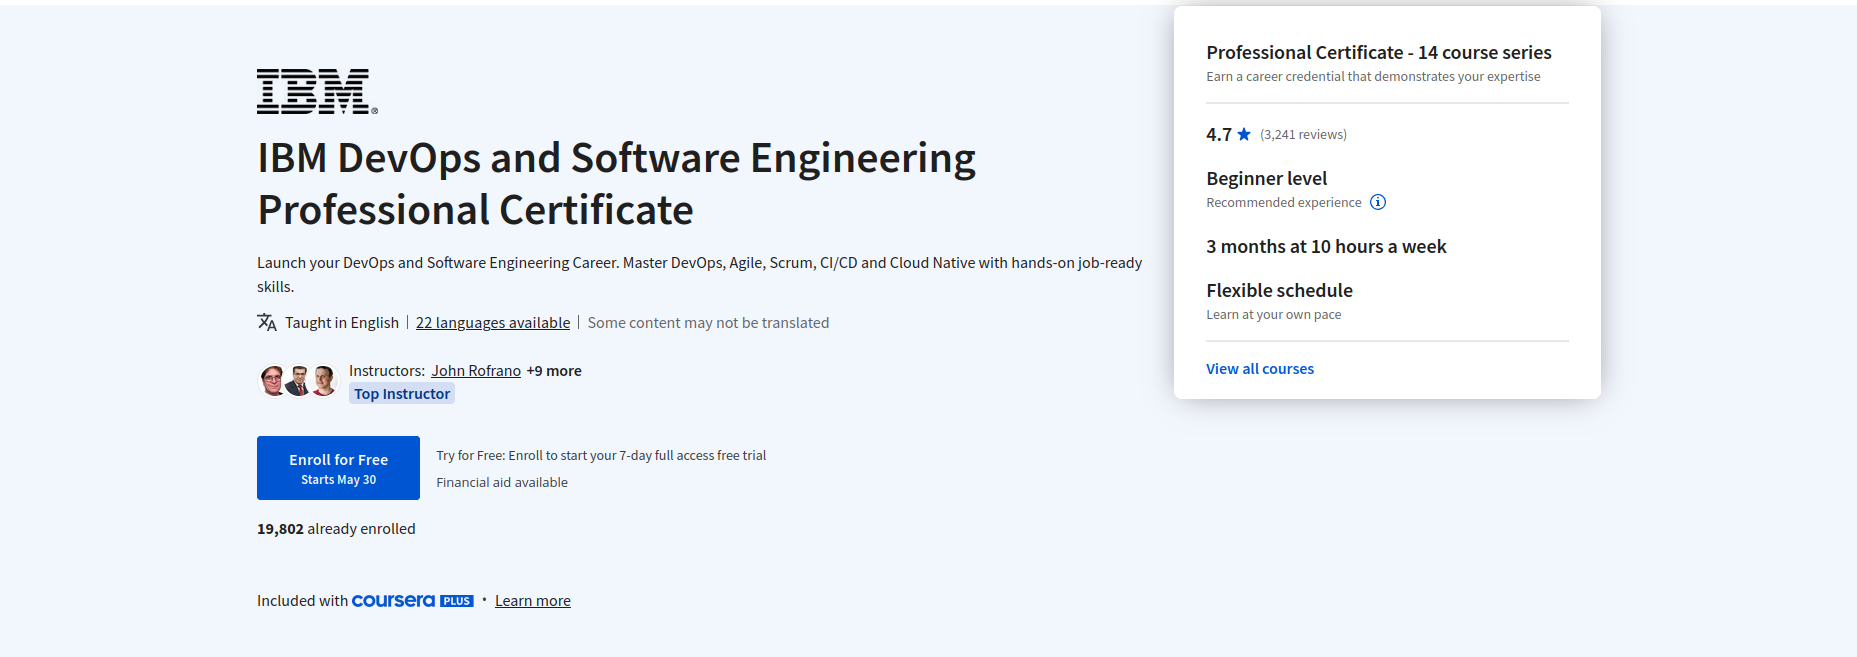 IBM®
IBM DevOps and Software Engineering
Professional Certificate
Launch your DevOps and Software Engineering Career. Master DevOps, Agile, Scrum, CI/CD and Cloud Native with hands-on job-ready
skills.
Taught in English | 22 languages available | Some content may not be translated
Instructors: John Rofrano +9 more
Top Instructor
Enroll for Free
Starts May 30
Try for Free: Enroll to start your 7-day full access free trial
Financial aid available
19,802 already enrolled
Included with coursera PLUS • Learn more
Professional Certificate - 14 course series
Earn a career credential that demonstrates your expertise
4.7 ★ (3,241 reviews)
Beginner level
Recommended experience
3 months at 10 hours a week
Flexible schedule
Learn at your own pace
View all courses